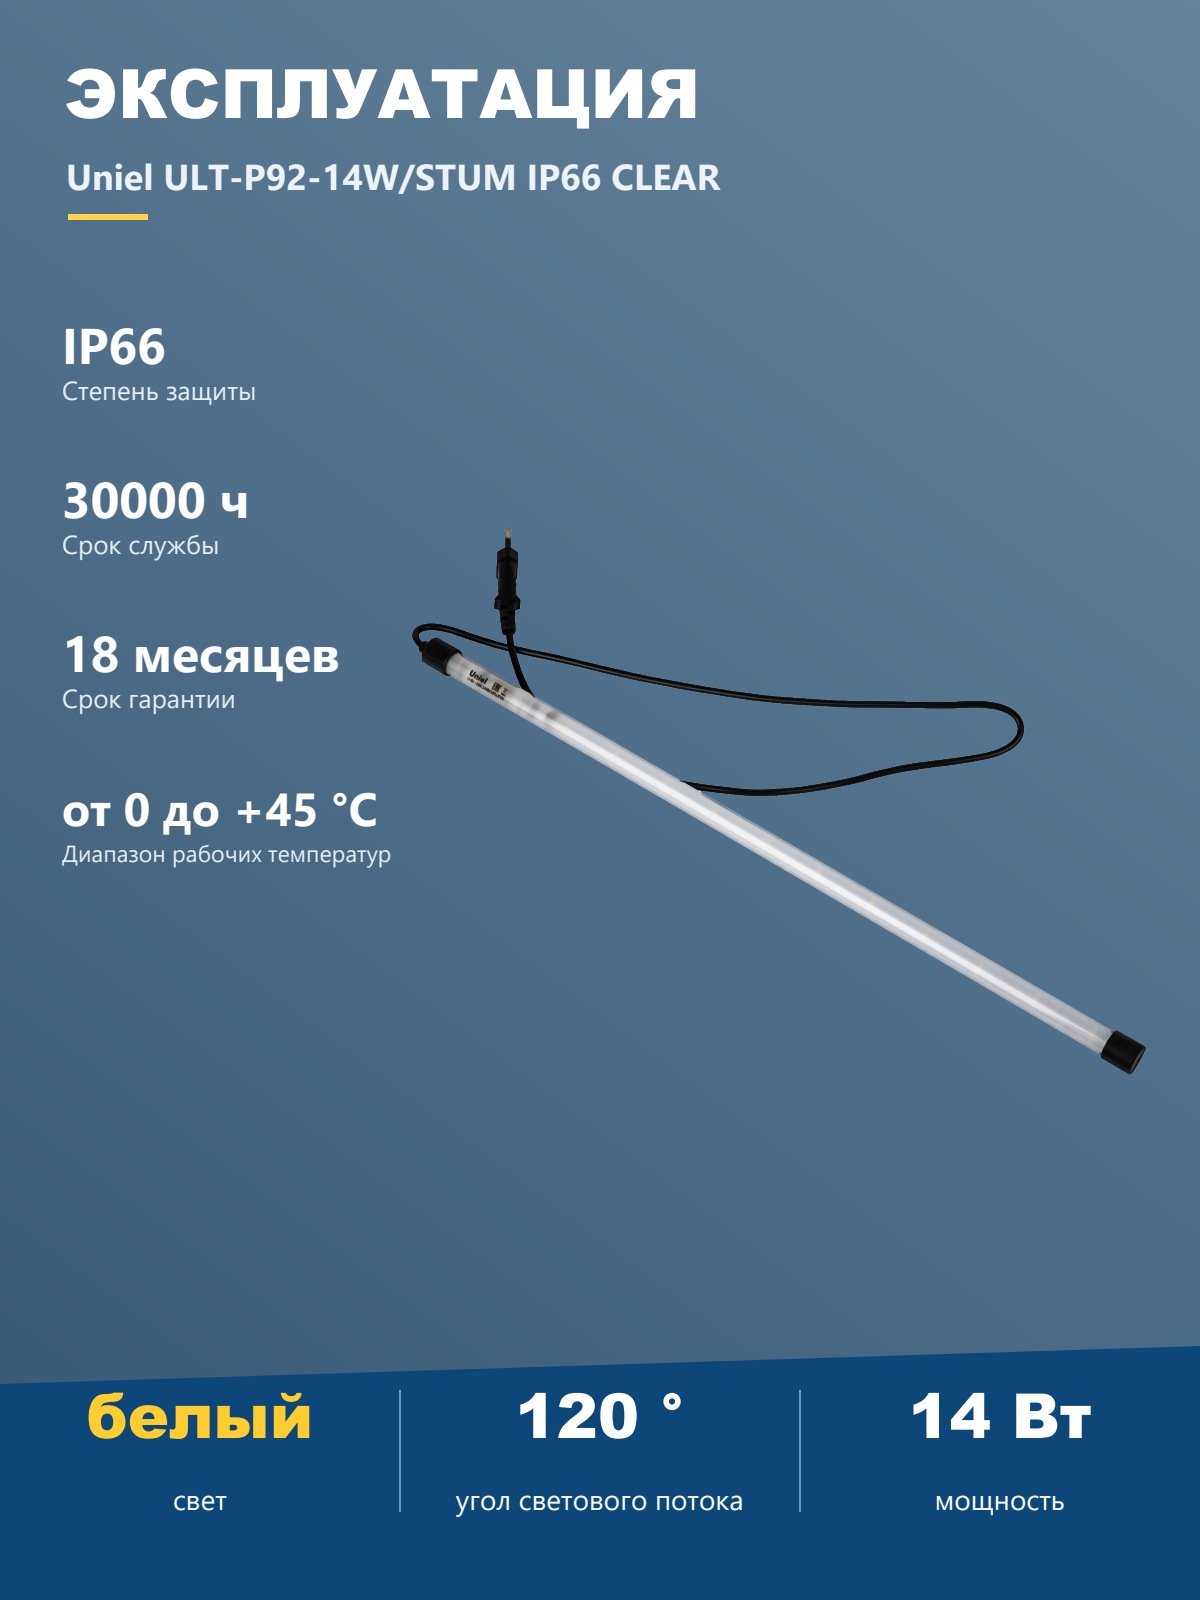 ЭКСПЛУАТАЦИЯ
Uniel ULT-P92-14W/STUM IP66 CLEAR
IP66
Степень защиты
30000 ч
Срок службы
18 месяцев
Срок гарантии
от 0 до +45 °C
Диапазон рабочих температур
Uniel
белый
свет
120 °
угол светового потока
14 Вт
мощность